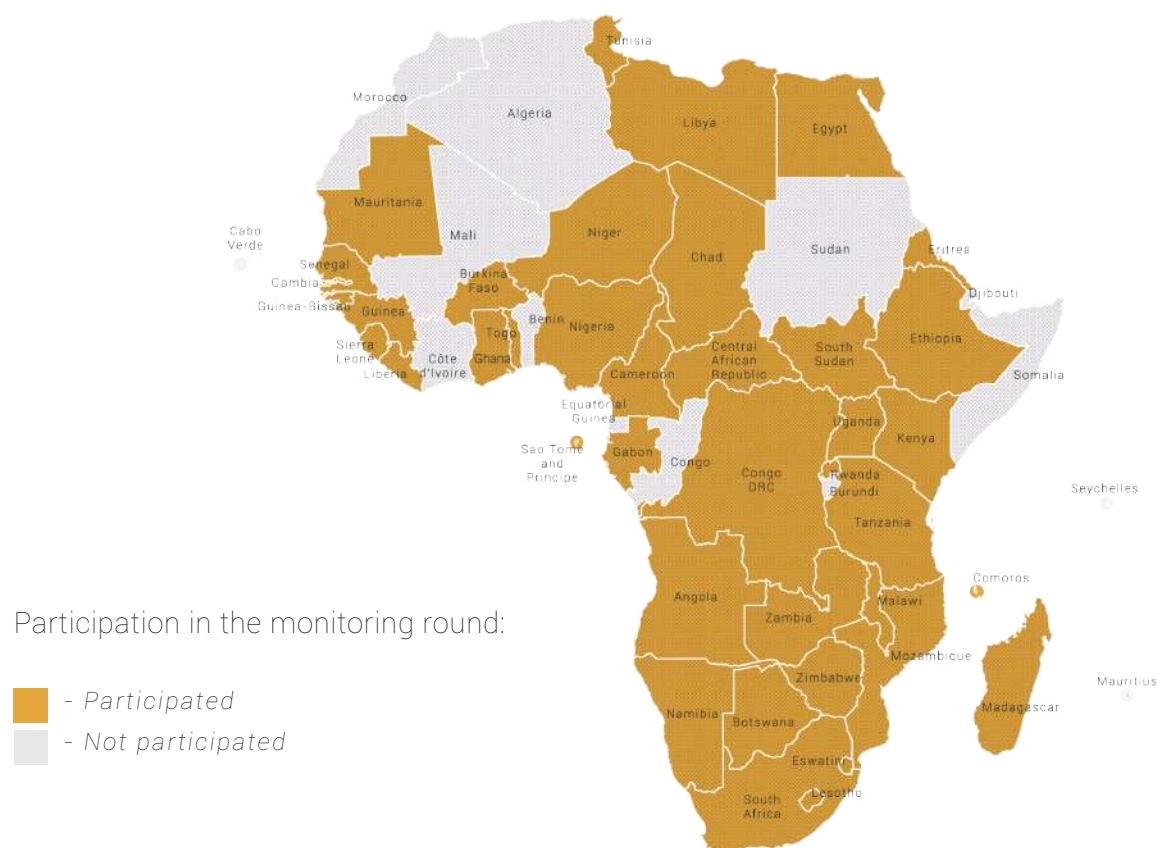 Tunisia
Morocco
Algeria
Libya
Egypt
Mauritania
Mali
Niger
Chad
Sudan
Eritrea
Cabo
Verde
Senegal
Gambia
Guinea-Bissau
Guinea
Burkina
Faso
Benin
Nigeria
Djibouti
Togo
Ghana
Sierra
Leone
Liberia
Côte
d'Ivoire
Cameroon
Central
African
Republic
South
Sudan
Ethiopia
Somalia
Equatorial
Guinea
Sao Tome
and
Principe
Gabon
Congo
Congo
DRC
Uganda
Kenya
Rwanda
Burundi
Tanzania
Seychelles
Comoros
Angola
Zambia
Malawi
Mozambique
Zimbabwe
Mauritius
Madagascar
Namibia
Botswana
Eswatini
Lesotho
South
Africa
Participation in the monitoring round:
- Participated
- Not participated